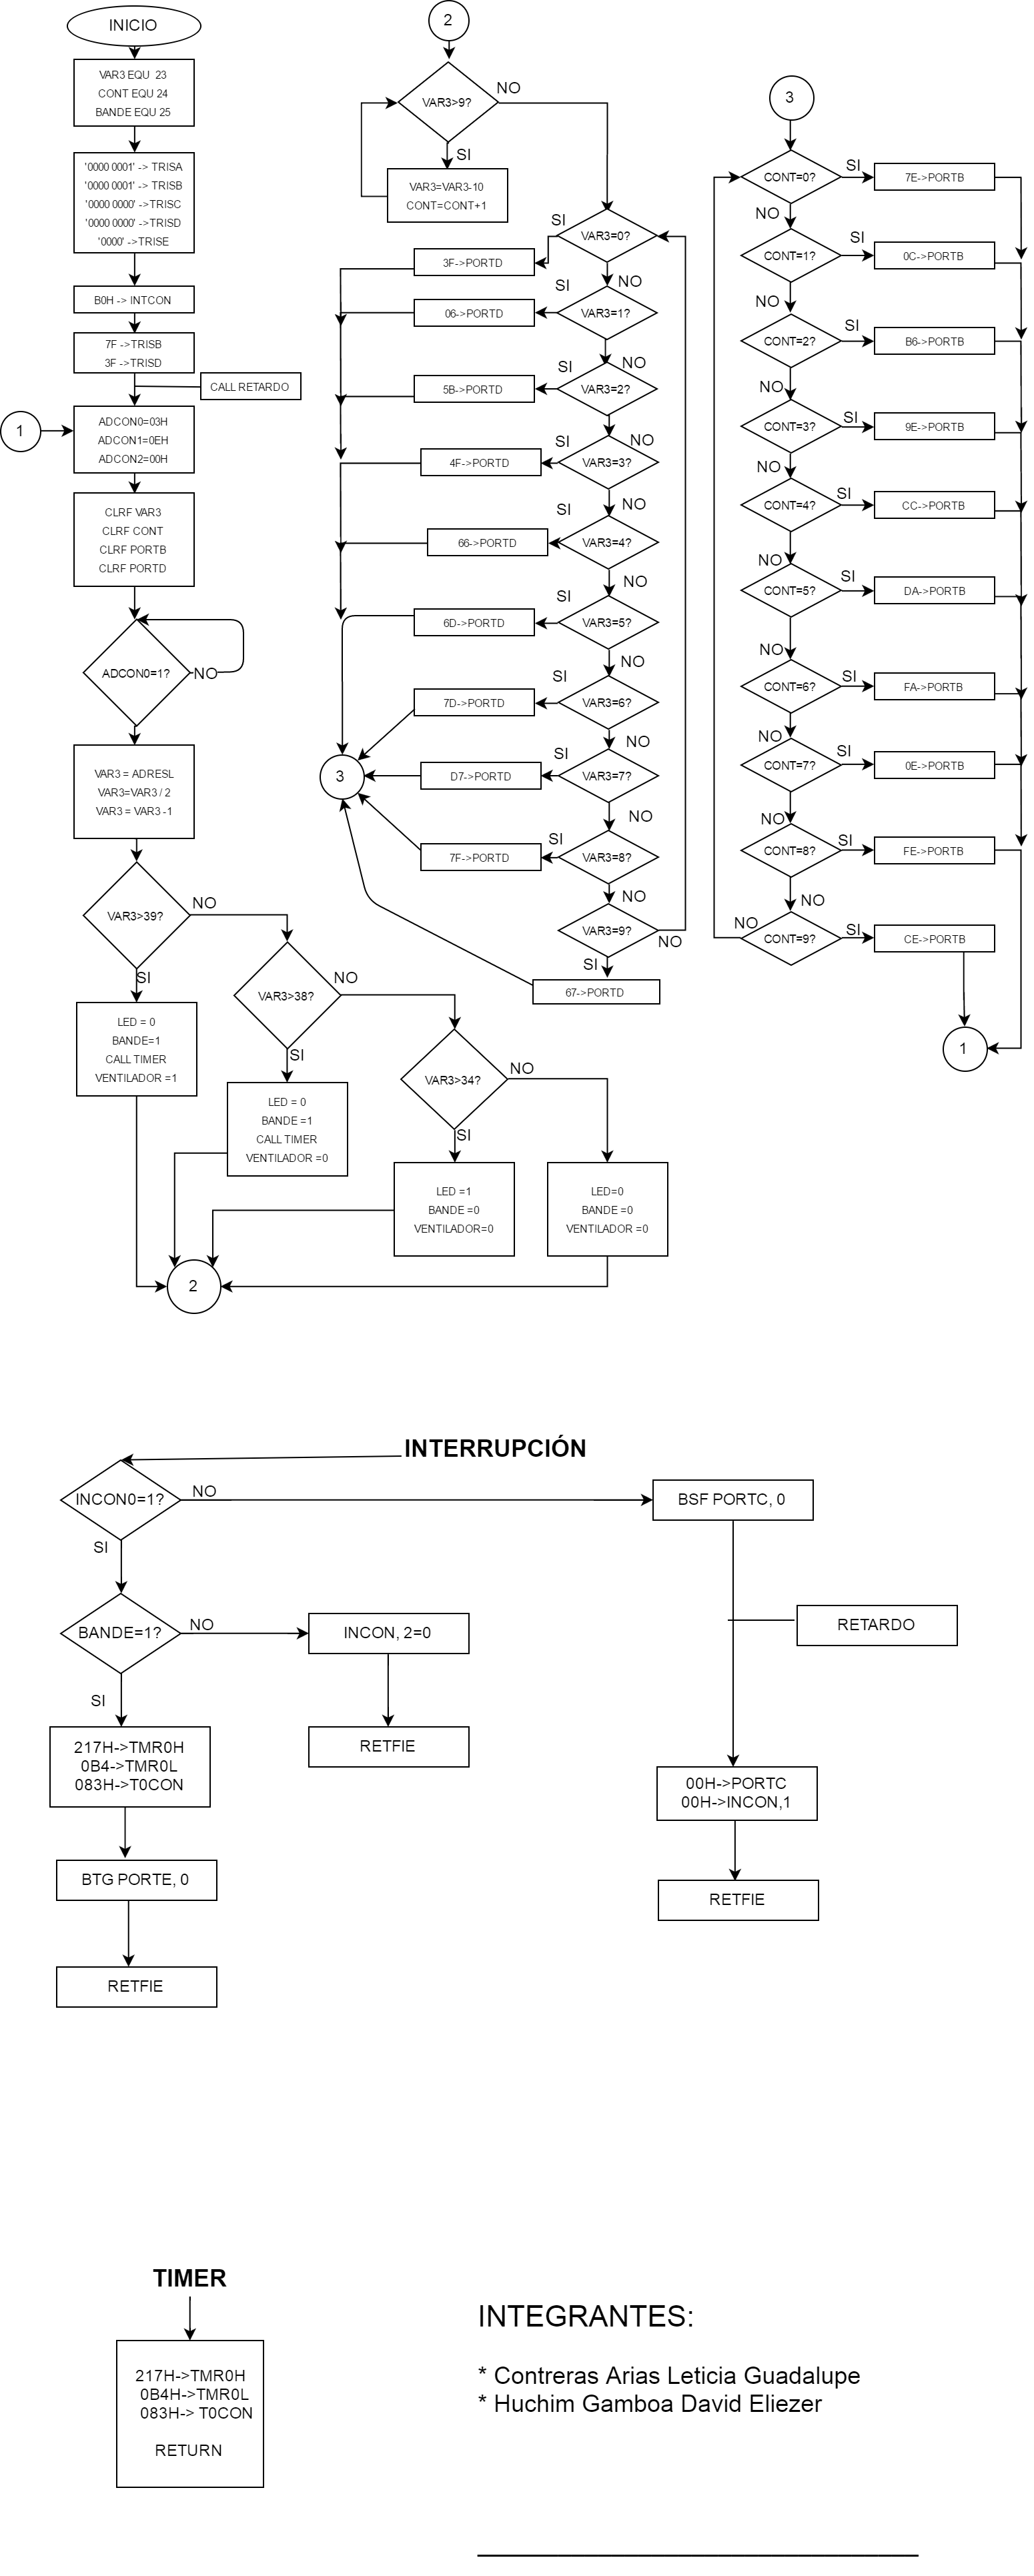 INICIO
VAR3 EQU 23
CONT EQU 24
BANDE EQU 25
'0000 0001' -> TRISA
'0000 0001' -> TRISB
'0000 0000' ->TRISC
'0000 0000' ->TRISD
'0000' ->TRISE
B0H -> INTCON
7F ->TRISB
3F ->TRISD
CALL RETARDO
1
ADCON0=03H
ADCON1=0EH
ADCON2=00H
CLRF VAR3
CLRF CONT
CLRF PORTB
CLRF PORTD
ADCON0=1?
NO
VAR3 = ADRESL
VAR3=VAR3 / 2
VAR3 = VAR3 -1
VAR3>39?
NO
SI
LED = 0
BANDE=1
CALL TIMER
VENTILADOR =1
VAR3>38?
NO
SI
LED = 0
BANDE =1
CALL TIMER
VENTILADOR =0
VAR3>34?
NO
SI
LED =1
BANDE =0
VENTILADOR=0
LED=0
BANDE =0
VENTILADOR =0
2
2
VAR3>9?
NO
SI
VAR3=VAR3-10
CONT=CONT+1
VAR3=0?
SI
3F->PORTD
NO
VAR3=1?
SI
06->PORTD
NO
VAR3=2?
SI
5B->PORTD
NO
VAR3=3?
SI
4F->PORTD
NO
VAR3=4?
SI
66->PORTD
NO
VAR3=5?
SI
6D->PORTD
NO
VAR3=6?
SI
7D->PORTD
NO
VAR3=7?
SI
D7->PORTD
NO
VAR3=8?
SI
7F->PORTD
NO
VAR3=9?
NO
SI
67->PORTD
3
3
CONT=0?
SI
7E->PORTB
NO
CONT=1?
SI
0C->PORTB
NO
CONT=2?
SI
B6->PORTB
NO
CONT=3?
SI
9E->PORTB
NO
CONT=4?
SI
CC->PORTB
NO
CONT=5?
SI
DA->PORTB
NO
CONT=6?
SI
FA->PORTB
NO
CONT=7?
SI
0E->PORTB
NO
CONT=8?
SI
FE->PORTB
NO
CONT=9?
NO
SI
CE->PORTB
1
INTERRUPCIÓN
INCON0=1?
NO
SI
BSF PORTC, 0
RETARDO
00H->PORTC
00H->INCON,1
RETFIE
BANDE=1?
NO
SI
INCON, 2=0
RETFIE
217H->TMR0H
0B4->TMR0L
083H->T0CON
BTG PORTE, 0
RETFIE
TIMER
217H->TMR0H
0B4H->TMR0L
083H-> T0CON
RETURN
INTEGRANTES:
* Contreras Arias Leticia Guadalupe
* Huchim Gamboa David Eliezer